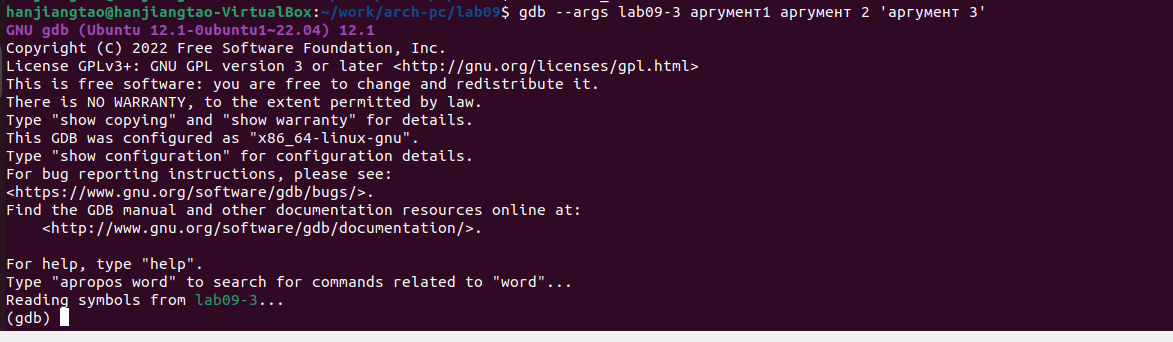 hanjiangtao@hanjiangtao-VirtualBox:~/work/arch-pc/lab09$ gdb --args lab09-3 аргумент1 аргумент 2 'аргумент 3'
GNU gdb (Ubuntu 12.1-0ubuntu1~22.04) 12.1
Copyright (C) 2022 Free Software Foundation, Inc.
License GPLv3+: GNU GPL version 3 or later <http://gnu.org/licenses/gpl.html>
This is free software: you are free to change and redistribute it.
There is NO WARRANTY, to the extent permitted by law.
Type "show copying" and "show warranty" for details.
This GDB was configured as "x86_64-linux-gnu".
Type "show configuration" for configuration details.
For bug reporting instructions, please see:
<https://www.gnu.org/software/gdb/bugs/>.
Find the GDB manual and other documentation resources online at:
    <http://www.gnu.org/software/gdb/documentation/>.

For help, type "help".
Type "apropos word" to search for commands related to "word"...
Reading symbols from lab09-3...
(gdb)